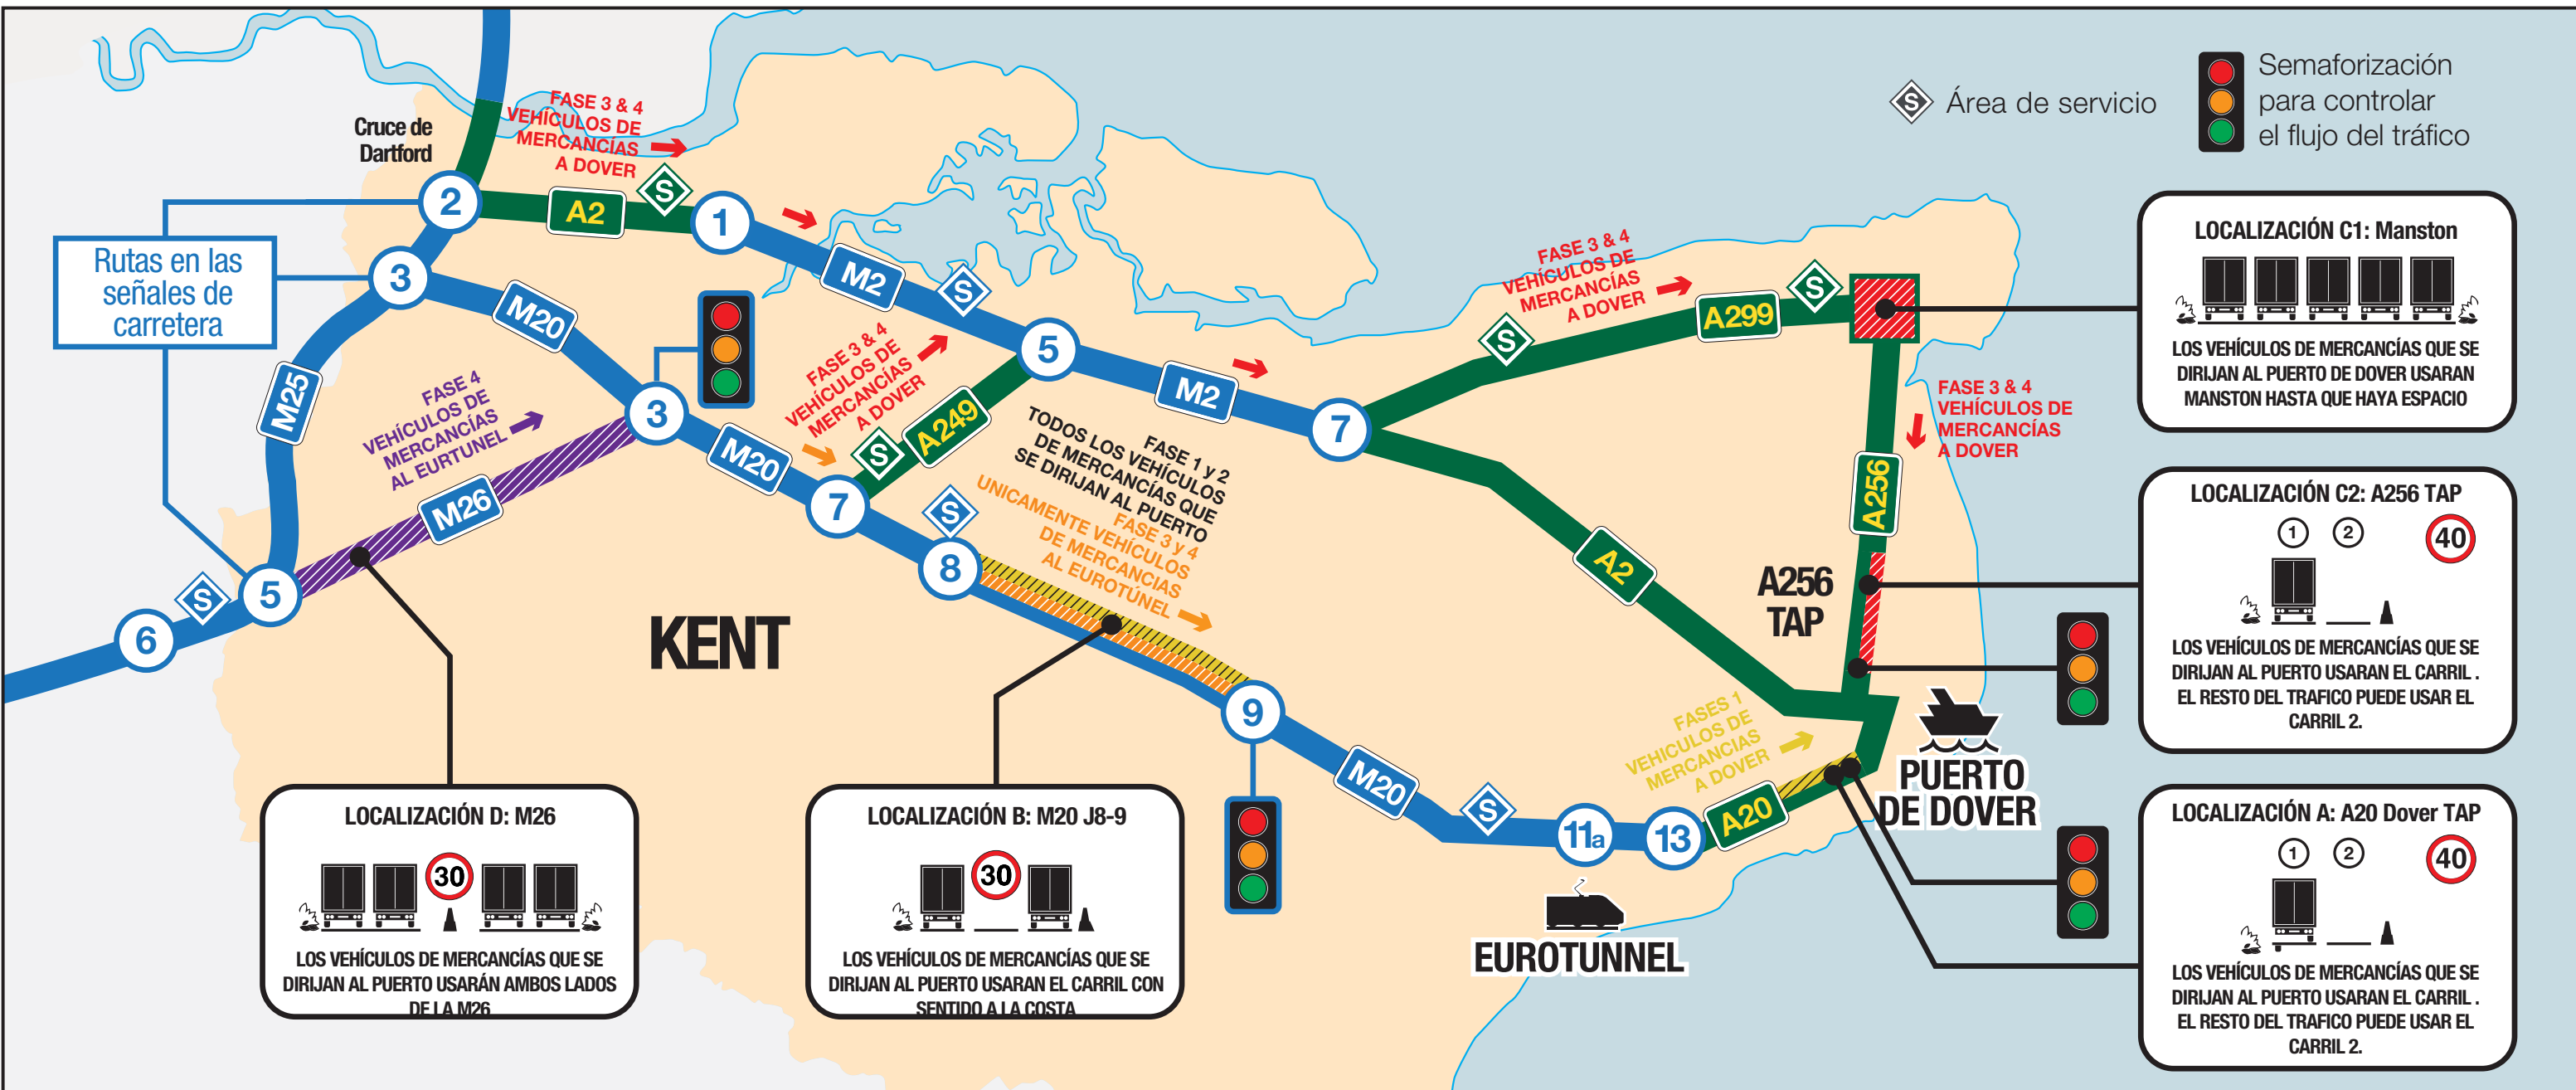 S Área de servicio
Semaforización
para controlar
el flujo del tráfico
Cruce de
Dartford
FASE 3 & 4
VEHÍCULOS DE
MERCANCÍAS
A DOVER
2
A2
S
1
M2
S
5
M2
7
Rutas en las
señales de
carretera
3
M20
3
M25
FASE 4
VEHÍCULOS DE
MERCANCÍAS
AL EURTUNEL
M26
5
S
6
M20
FASE 3 & 4
VEHÍCULOS DE
MERCANCÍAS
A DOVER
7
S
A249
S
8
FASE 1 y 2
TODOS LOS VEHÍCULOS
DE MERCANCÍAS QUE
SE DIRIJAN AL PUERTO
FASE 3 y 4
UNICAMENTE VEHÍCULOS
DE MERCANCIAS
AL EUROTÚNEL
KENT
9
M20
S
11a
13
A20
FASES 1
VEHICULOS DE
MERCANCIAS
A DOVER
EUROTUNNEL
FASE 3 & 4
VEHÍCULOS DE
MERCANCÍAS
A DOVER
S
A299
S
FASE 3 & 4
VEHÍCULOS DE
MERCANCÍAS
A DOVER
A256
A2
A256
TAP
PUERTO
DE DOVER
LOCALIZACIÓN C1: Manston
LOS VEHÍCULOS DE MERCANCÍAS QUE SE
DIRIJAN AL PUERTO DE DOVER USARAN
MANSTON HASTA QUE HAYA ESPACIO
LOCALIZACIÓN C2: A256 TAP
1 2 40
LOS VEHÍCULOS DE MERCANCÍAS QUE SE
DIRIJAN AL PUERTO USARAN EL CARRIL .
EL RESTO DEL TRAFICO PUEDE USAR EL
CARRIL 2.
LOCALIZACIÓN A: A20 Dover TAP
1 2 40
LOS VEHÍCULOS DE MERCANCÍAS QUE SE
DIRIJAN AL PUERTO USARAN EL CARRIL .
EL RESTO DEL TRAFICO PUEDE USAR EL
CARRIL 2.
LOCALIZACIÓN D: M26
30
LOS VEHÍCULOS DE MERCANCÍAS QUE SE
DIRIJAN AL PUERTO USARÁN AMBOS LADOS
DE LA M26
LOCALIZACIÓN B: M20 J8-9
30
LOS VEHÍCULOS DE MERCANCÍAS QUE SE
DIRIJAN AL PUERTO USARAN EL CARRIL CON
SENTIDO A LA COSTA